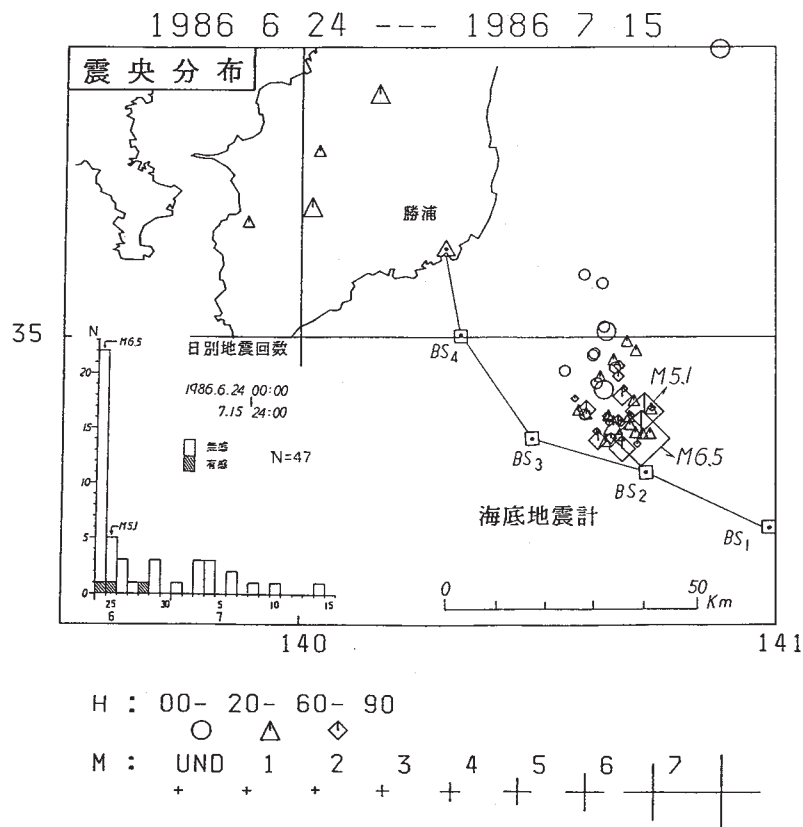 1986 6 24 --- 1986 7 15
震央分布
勝浦
35
N
M6.5
日別地震回数
BS4
20
1986.6.24 00:00
7.15 24:00
M5.1
15
無感
有感
N=47
BS3
M6.5
BS2
10
海底地震計
BS1
M5.1
5
0
50
Km
0
25
30
5
10
15
6
7
140
141
H : 00- 20- 60- 90
M : UND 1 2 3 4 5 6 7